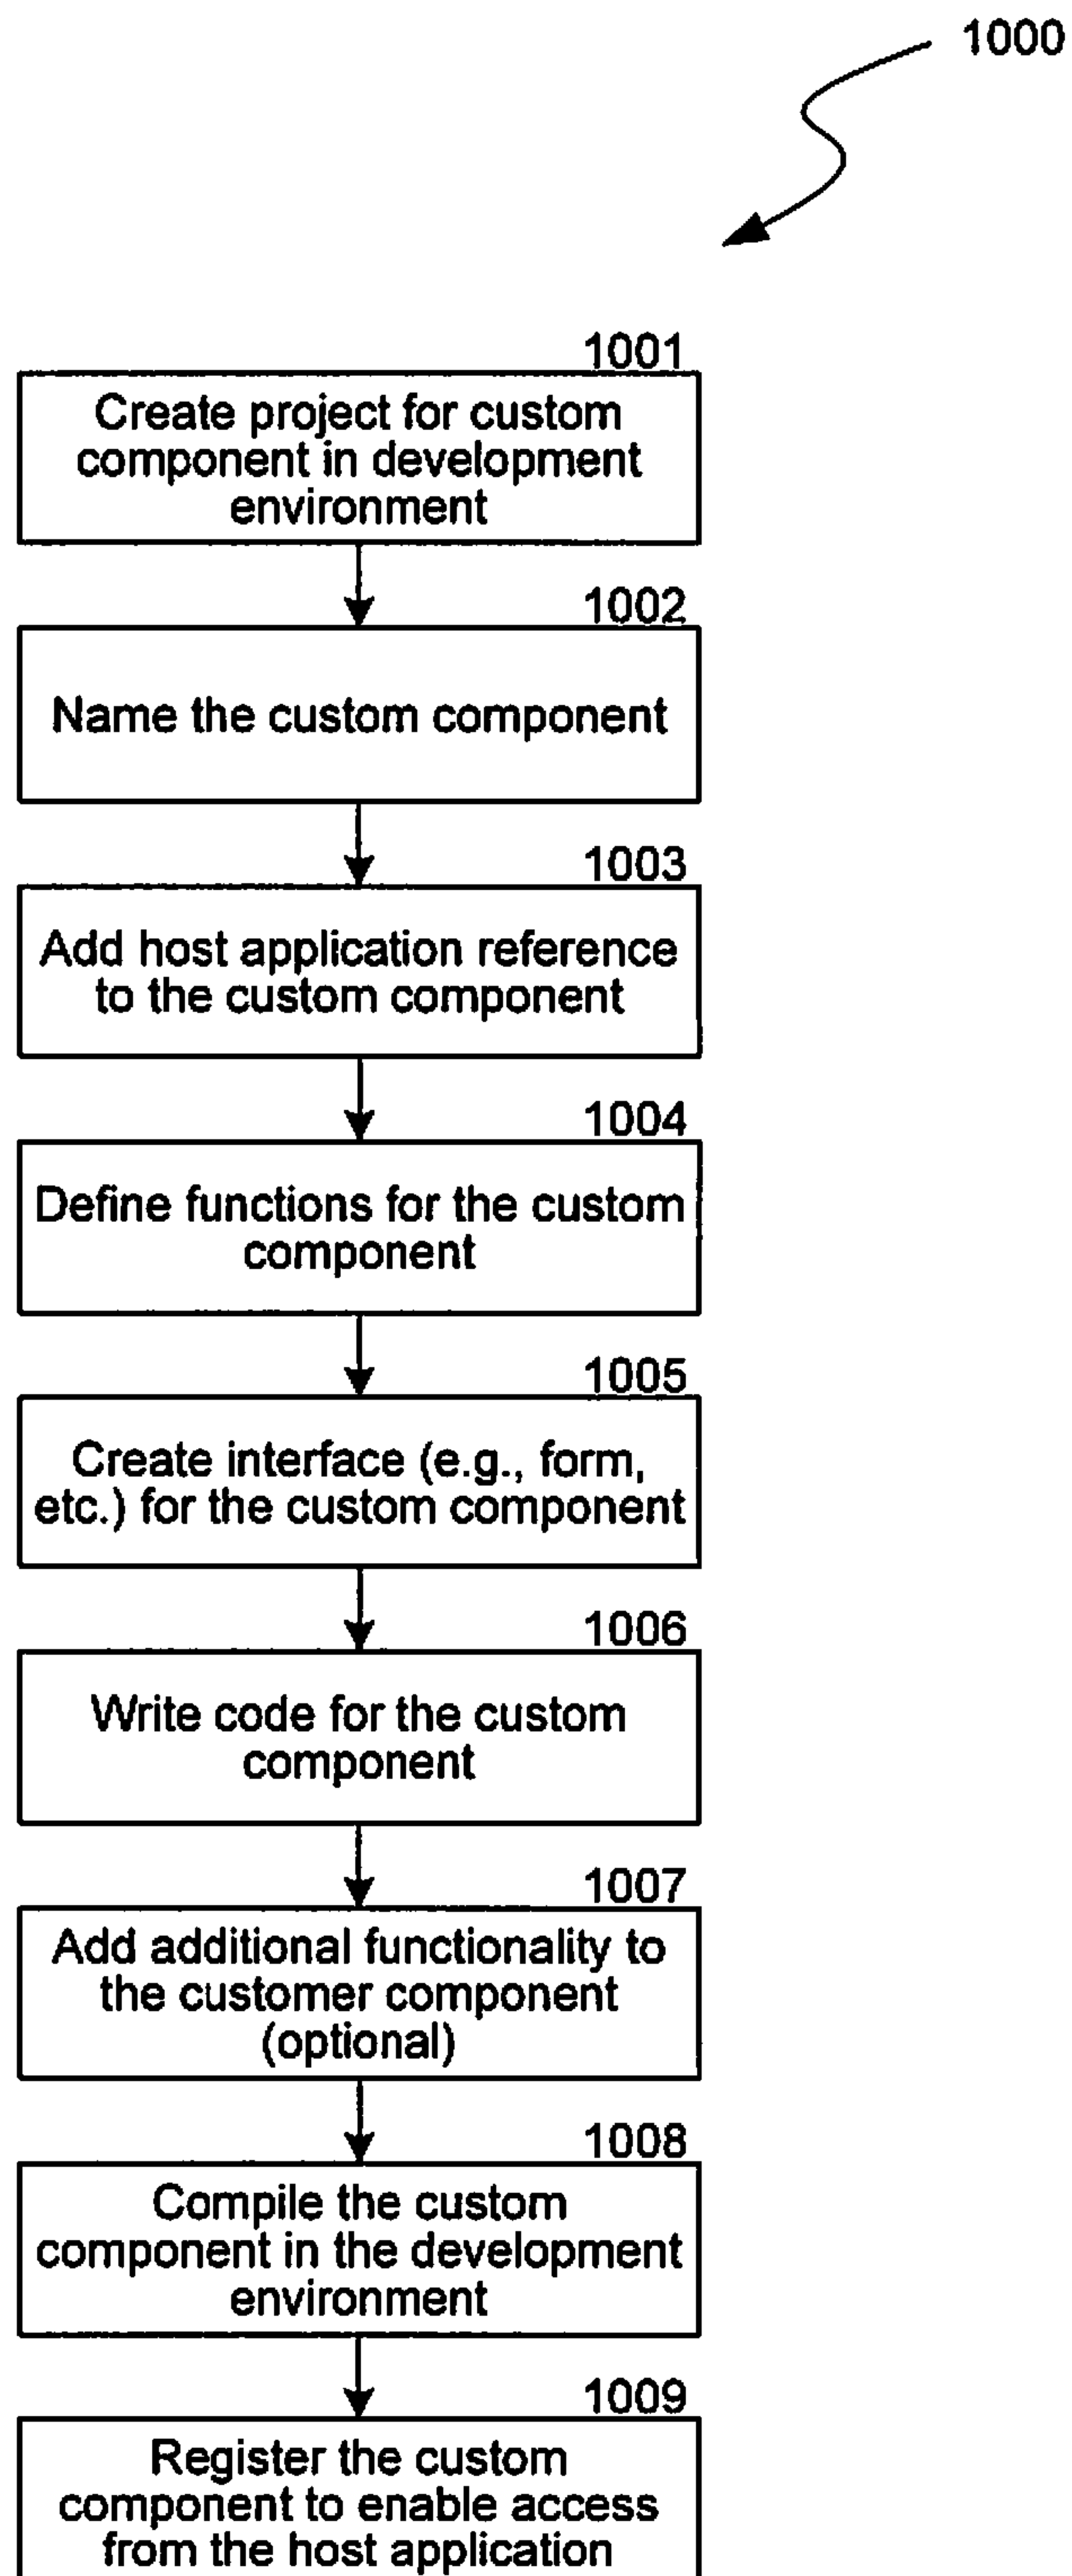 1000
1001
Create project for custom
component in development
environment
1002
Name the custom component
1003
Add host application reference
to the custom component
1004
Define functions for the custom
component
1005
Create interface (e.g., form,
etc.) for the custom component
1006
Write code for the custom
component
1007
Add additional functionality to
the customer component
(optional)
1008
Compile the custom
component in the development
environment
1009
Register the custom
component to enable access
from the host application